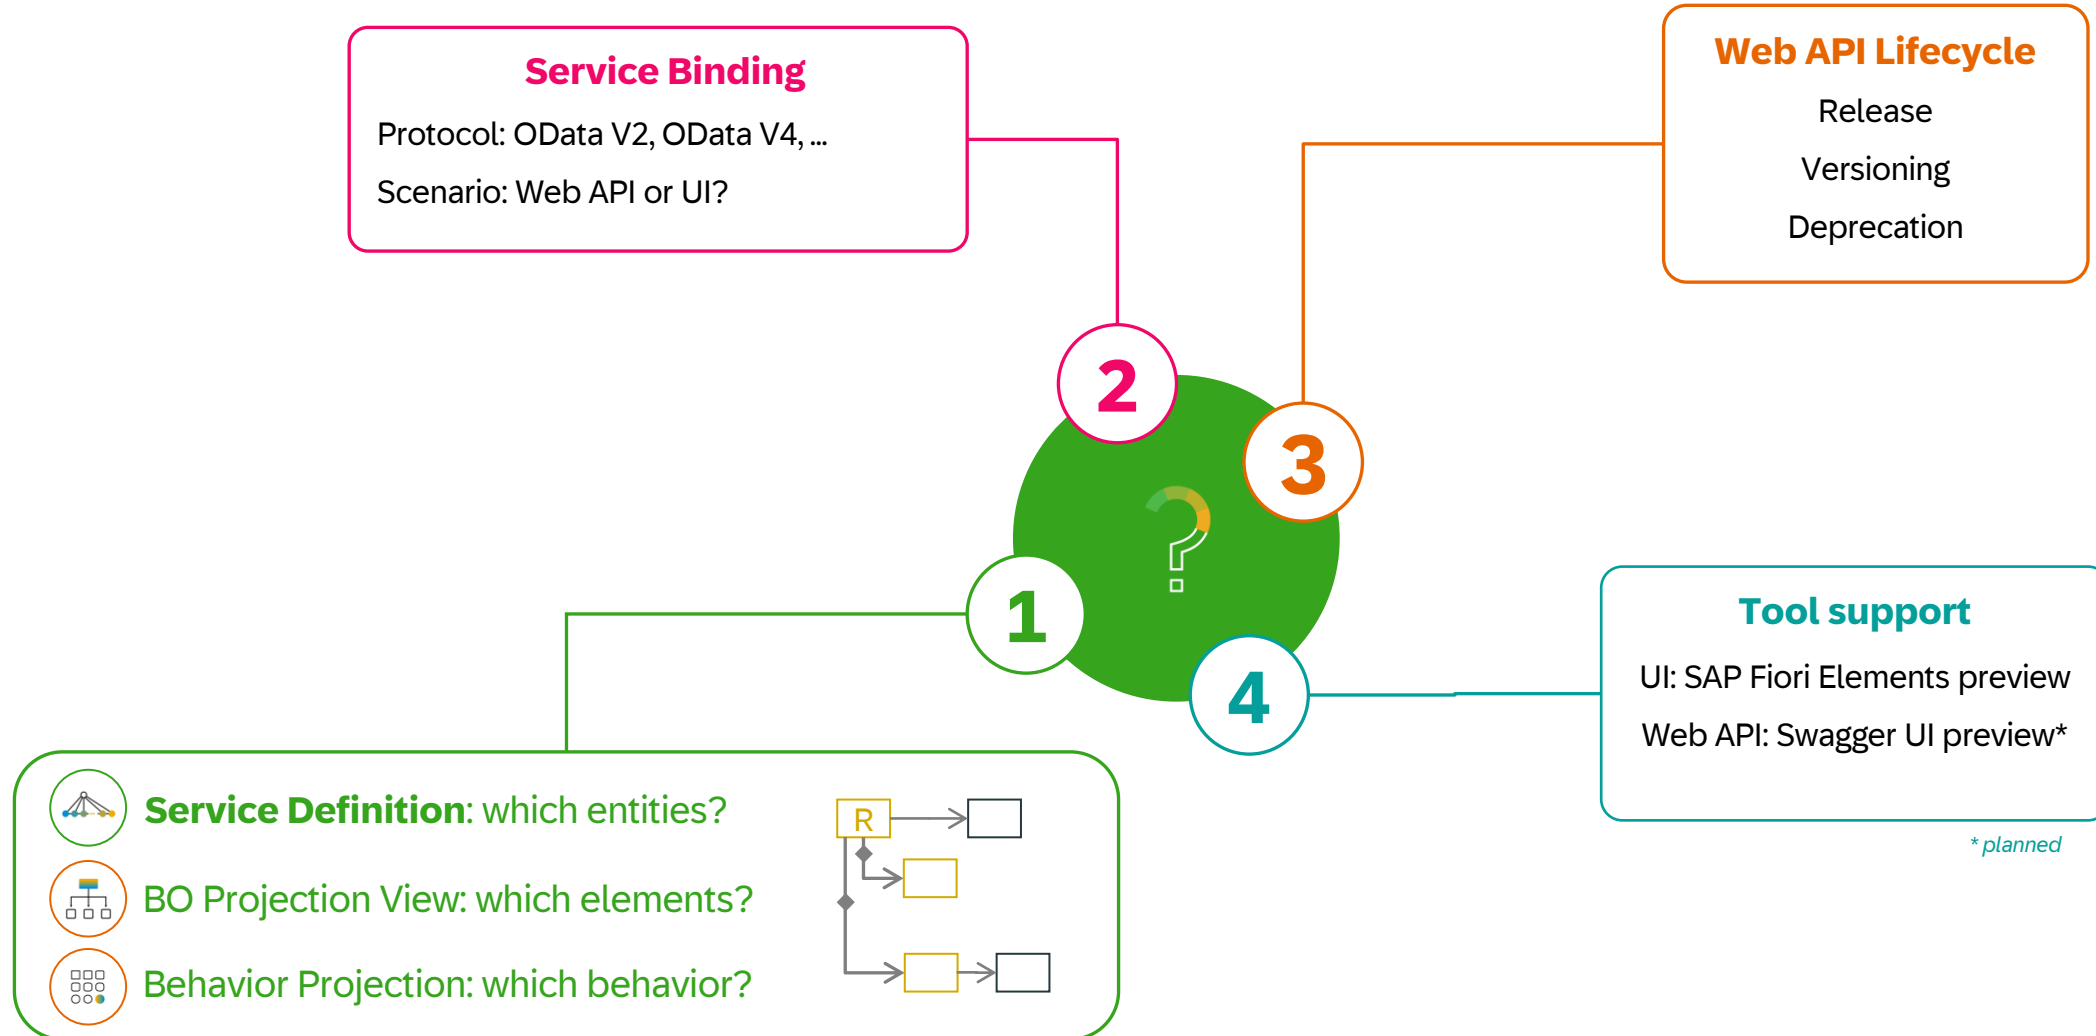 Service Binding
Protocol: OData V2, OData V4, ...
Scenario: Web API or UI?
Web API Lifecycle
Release
Versioning
Deprecation
2
3
?
1
4
Tool support
UI: SAP Fiori Elements preview
Web API: Swagger UI preview*
* planned
Service Definition: which entities?
R
BO Projection View: which elements?
Behavior Projection: which behavior?